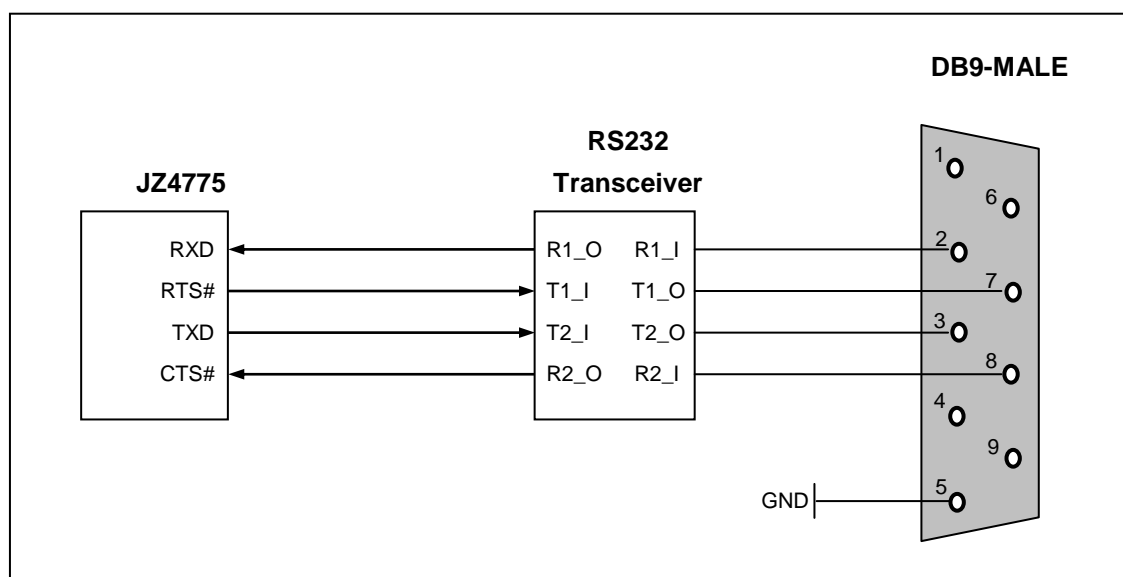 DB9-MALE
RS232
Transceiver
JZ4775
1
6
RXD
R1_O R1_I
2
RTS#
T1_I T1_O
7
TXD
T2_I T2_O
3
CTS#
R2_O R2_I
8
4
9
GND
5